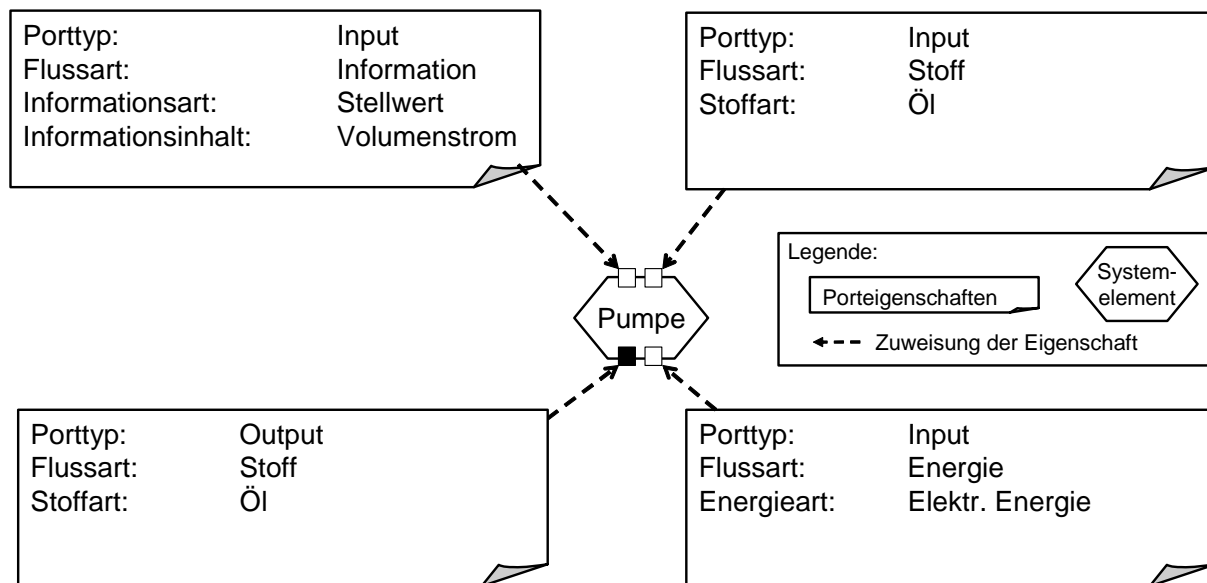 Porttyp: Input
Flussart: Information
Informationsart: Stellwert
Informationsinhalt: Volumenstrom
Porttyp: Input
Flussart: Stoff
Stoffart: Öl
Legende:
Porteigenschaften
System-
element
Zuweisung der Eigenschaft
Pumpe
Porttyp: Output
Flussart: Stoff
Stoffart: Öl
Porttyp: Input
Flussart: Energie
Energieart: Elektr. Energie